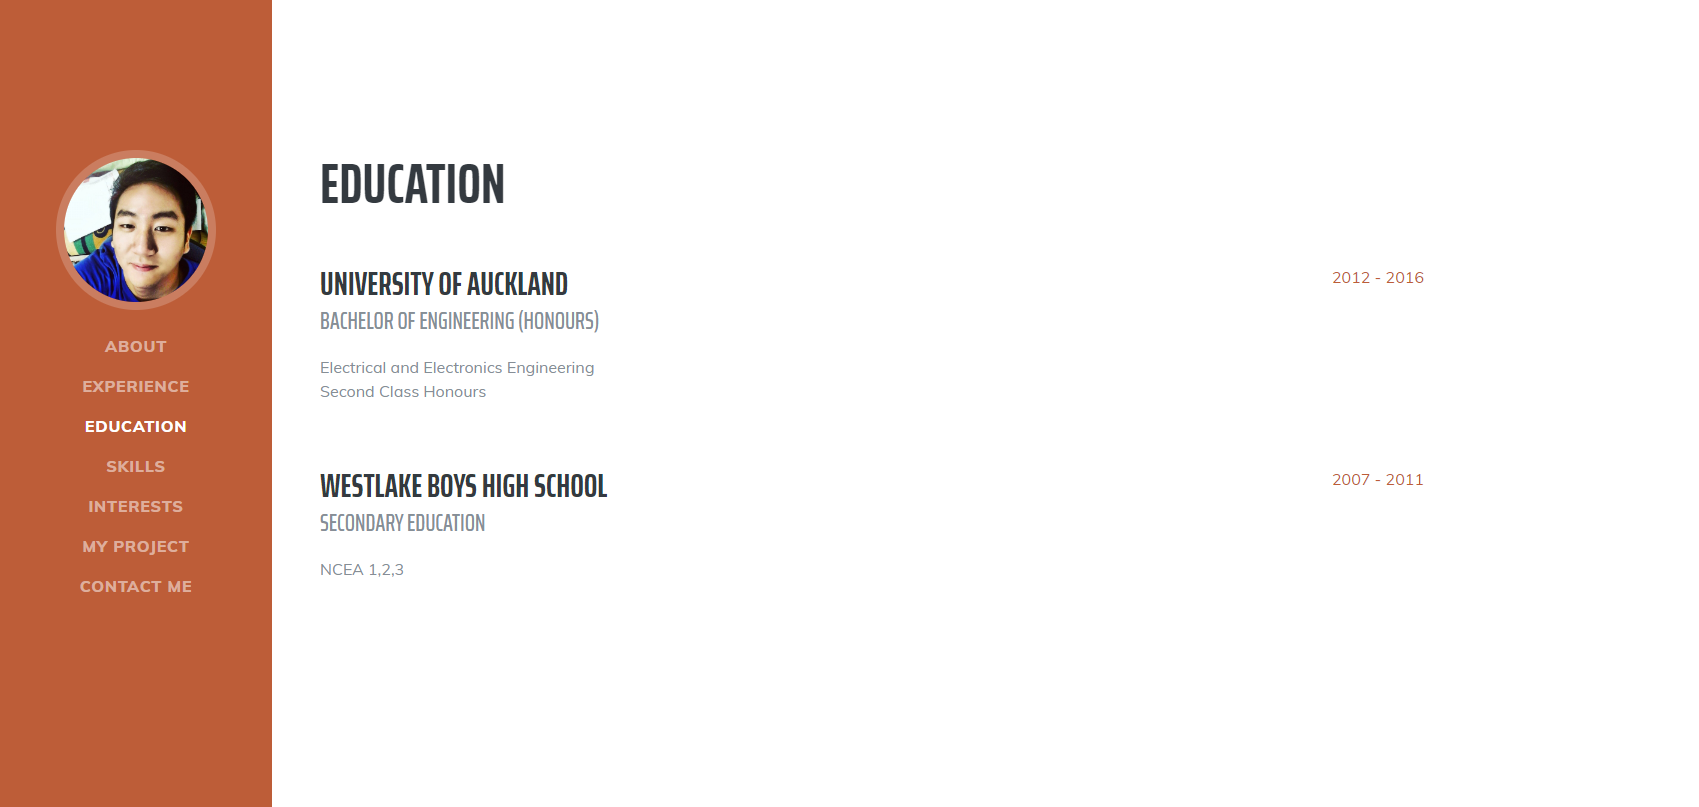 ABOUT
EXPERIENCE
EDUCATION
SKILLS
INTERESTS
MY PROJECT
CONTACT ME
EDUCATION
UNIVERSITY OF AUCKLAND
2012 - 2016
BACHELOR OF ENGINEERING (HONOURS)
Electrical and Electronics Engineering
Second Class Honours
WESTLAKE BOYS HIGH SCHOOL
2007 - 2011
SECONDARY EDUCATION
NCEA 1,2,3